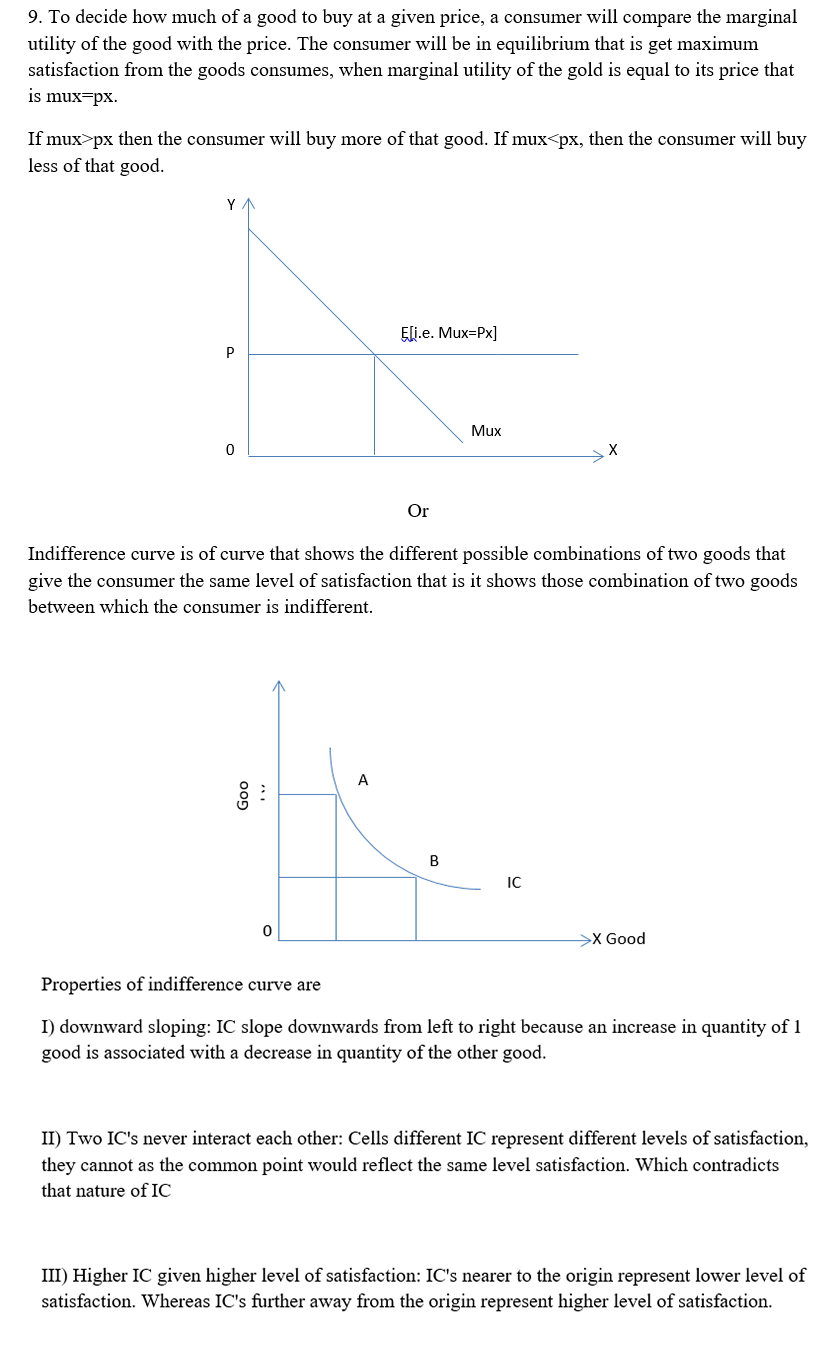 9. To decide how much of a good to buy at a given price, a consumer will compare the marginal
utility of the good with the price. The consumer will be in equilibrium that is get maximum
satisfaction from the goods consumes, when marginal utility of the gold is equal to its price that
is mux=px.
If mux>px then the consumer will buy more of that good. If mux<px, then the consumer will buy
less of that good.
Y
E[i.e. Mux=Px]
P
Mux
0
X
Or
Indifference curve is of curve that shows the different possible combinations of two goods that
give the consumer the same level of satisfaction that is it shows those combination of two goods
between which the consumer is indifferent.
A
Goo
B
IC
0
X Good
Properties of indifference curve are
I) downward sloping: IC slope downwards from left to right because an increase in quantity of 1
good is associated with a decrease in quantity of the other good.
II) Two IC's never interact each other: Cells different IC represent different levels of satisfaction,
they cannot as the common point would reflect the same level satisfaction. Which contradicts
that nature of IC
III) Higher IC given higher level of satisfaction: IC's nearer to the origin represent lower level of
satisfaction. Whereas IC's further away from the origin represent higher level of satisfaction.